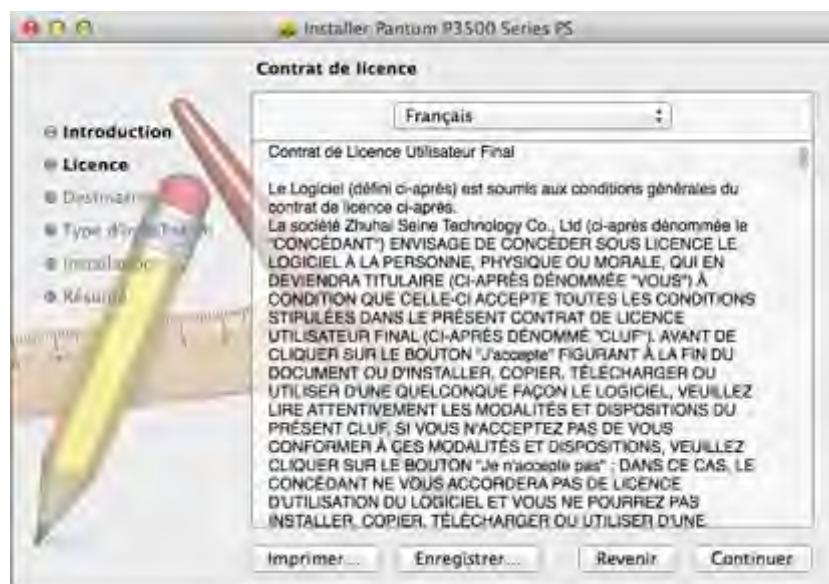 Installer Pantum P3500 Series PS
Contrat de licence
Français
Introduction
Licence
Destination
Type d'installation
Installation
Résumé
Contrat de Licence Utilisateur Final
Le Logiciel (défini ci-après) est soumis aux conditions générales du
contrat de licence ci-après.
La société Zhuhai Seine Technology Co., Ltd (ci-après dénommée le
"CONCÉDANT") ENVISAGE DE CONCÉDER SOUS LICENCE LE
LOGICIEL À LA PERSONNE, PHYSIQUE OU MORALE, QUI EN
DEVIENDRA TITULAIRE (CI-APRÈS DÉNOMMÉE "VOUS") À
CONDITION QUE CELLE-CI ACCEPTE TOUTES LES CONDITIONS
STIPULÉES DANS LE PRÉSENT CONTRAT DE LICENCE
UTILISATEUR FINAL (CI-APRÈS DÉNOMMÉ "CLUF"). AVANT DE
CLIQUER SUR LE BOUTON "J'accepte" FIGURANT À LA FIN DU
DOCUMENT OU D'INSTALLER, COPIER, TÉLÉCHARGER OU
UTILISER D'UNE QUELCONQUE FAÇON LE LOGICIEL, VEUILLEZ
LIRE ATTENTIVEMENT LES MODALITÉS ET DISPOSITIONS DU
PRÉSENT CLUF. SI VOUS N'ACCEPTEZ PAS DE VOUS
CONFORMER À CES MODALITÉS ET DISPOSITIONS, VEUILLEZ
CLIQUER SUR LE BOUTON "Je n'accepte pas" ; DANS CE CAS, LE
CONCÉDANT NE VOUS ACCORDERA PAS DE LICENCE
D'UTILISATION DU LOGICIEL ET VOUS NE POURREZ PAS
INSTALLER, COPIER, TÉLÉCHARGER OU UTILISER D'UNE
Imprimer... Enregistrer... Revenir Continuer